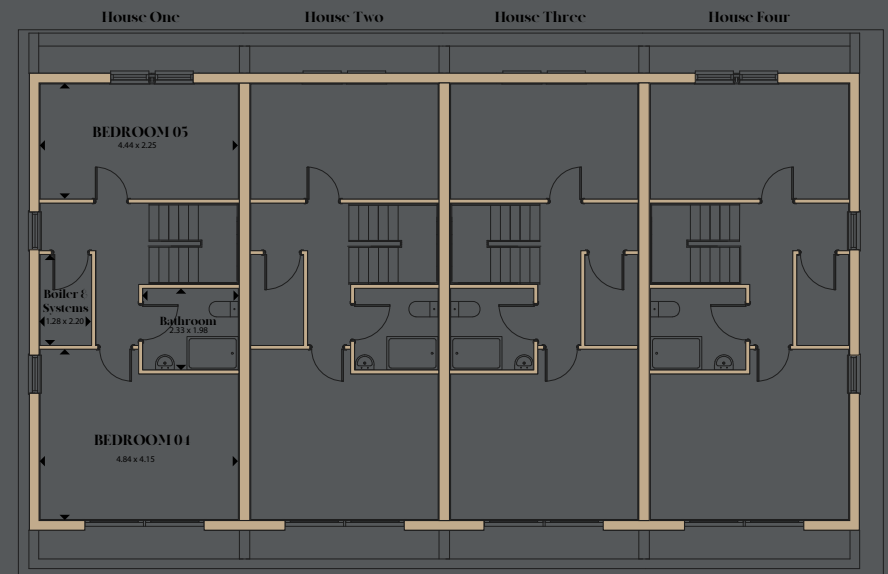 House One
House Two
House Three
House Four
BEDROOM 05
4.44 x 2.25
Boiler &
Systems
1.28 x 2.20
Bathroom
2.33 x 1.98
BEDROOM 04
4.84 x 4.15